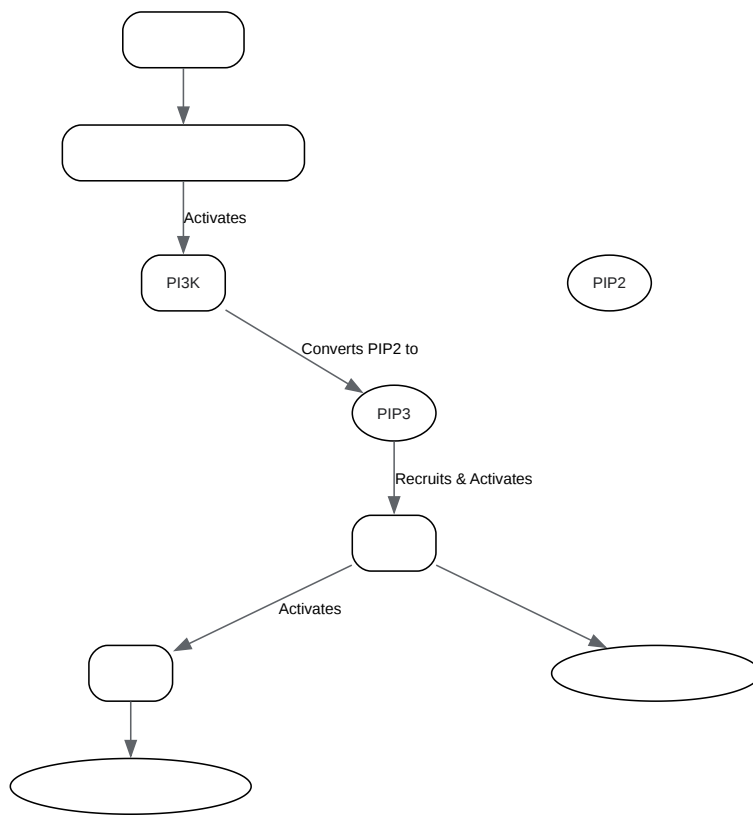 Activates
PI3K
PIP2
Converts PIP2 to
PIP3
Recruits & Activates
Activates